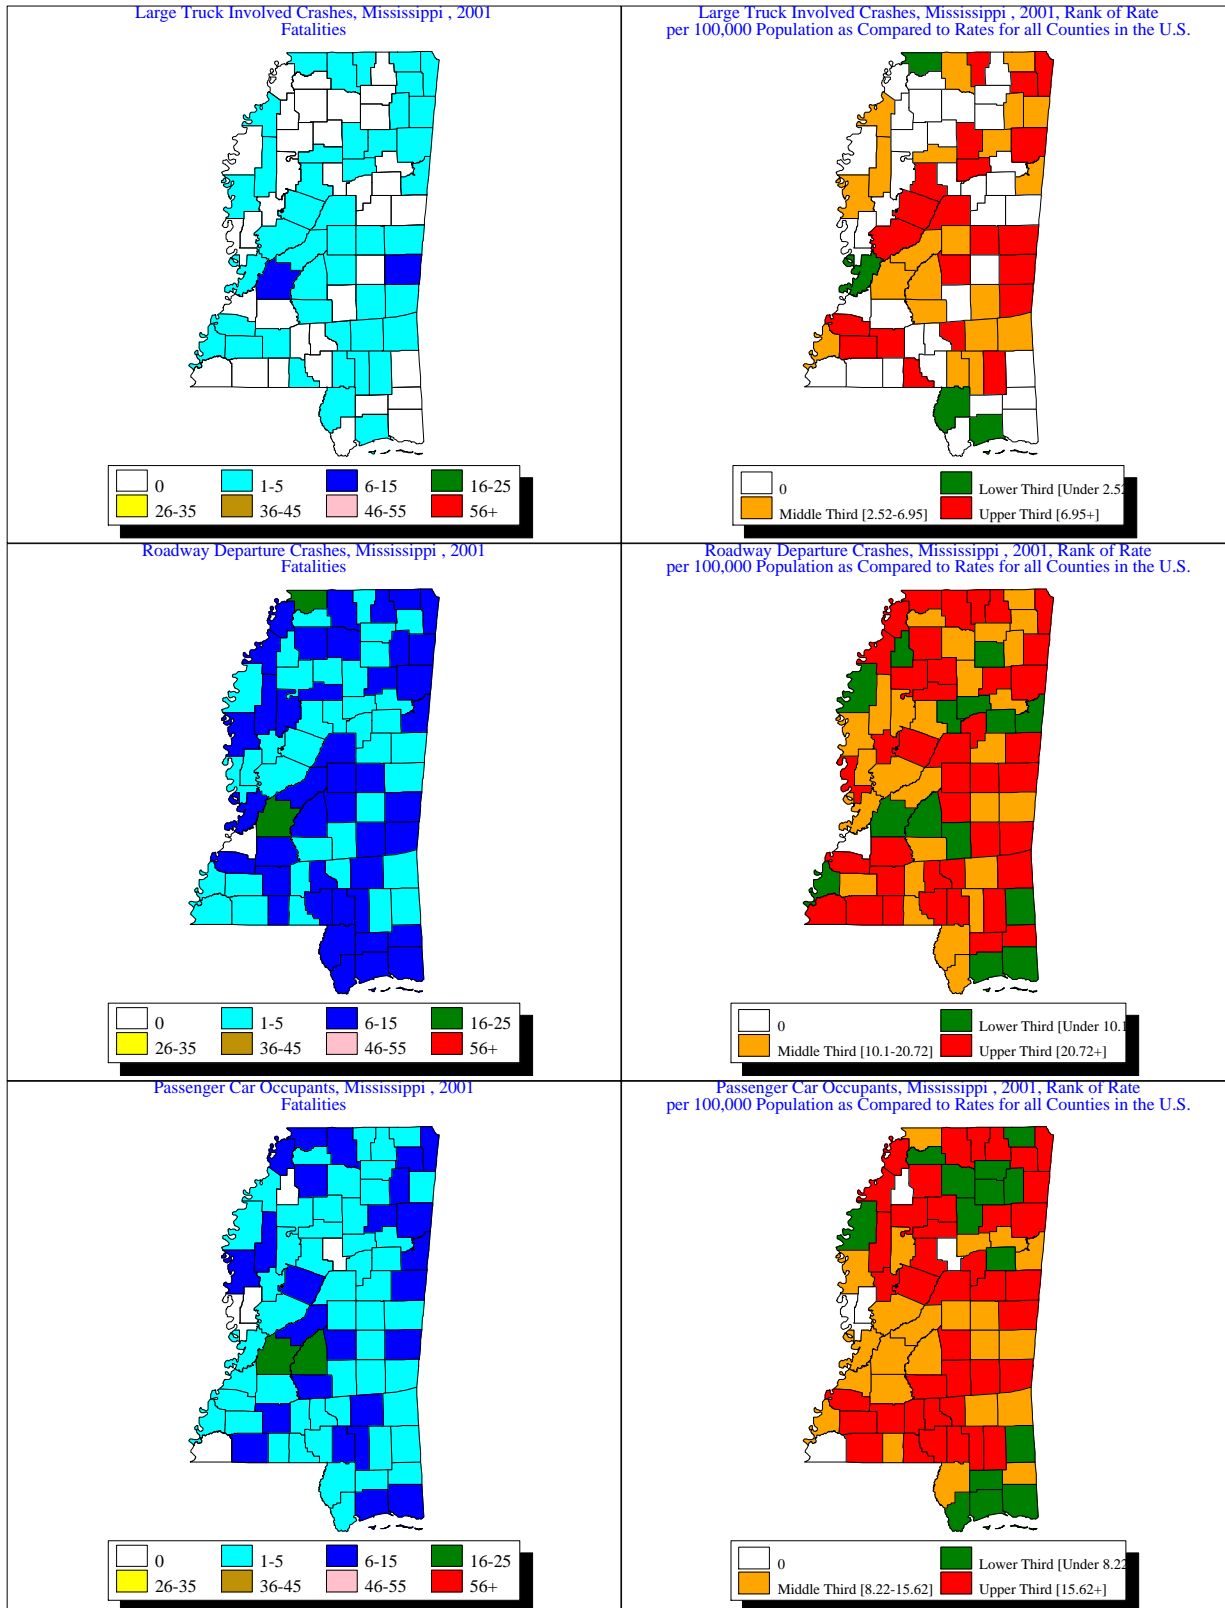 Large Truck Involved Crashes, Mississippi , 2001
Fatalities
0
1-5
6-15
16-25
26-35
36-45
46-55
56+
Large Truck Involved Crashes, Mississippi , 2001, Rank of Rate
per 100,000 Population as Compared to Rates for all Counties in the U.S.
0
Lower Third [Under 2.52
Middle Third [2.52-6.95]
Upper Third [6.95+]
Roadway Departure Crashes, Mississippi , 2001
Fatalities
0
1-5
6-15
16-25
26-35
36-45
46-55
56+
Roadway Departure Crashes, Mississippi , 2001, Rank of Rate
per 100,000 Population as Compared to Rates for all Counties in the U.S.
0
Lower Third [Under 10.1
Middle Third [10.1-20.72]
Upper Third [20.72+]
Passenger Car Occupants, Mississippi , 2001
Fatalities
0
1-5
6-15
16-25
26-35
36-45
46-55
56+
Passenger Car Occupants, Mississippi , 2001, Rank of Rate
per 100,000 Population as Compared to Rates for all Counties in the U.S.
0
Lower Third [Under 8.22
Middle Third [8.22-15.62]
Upper Third [15.62+]